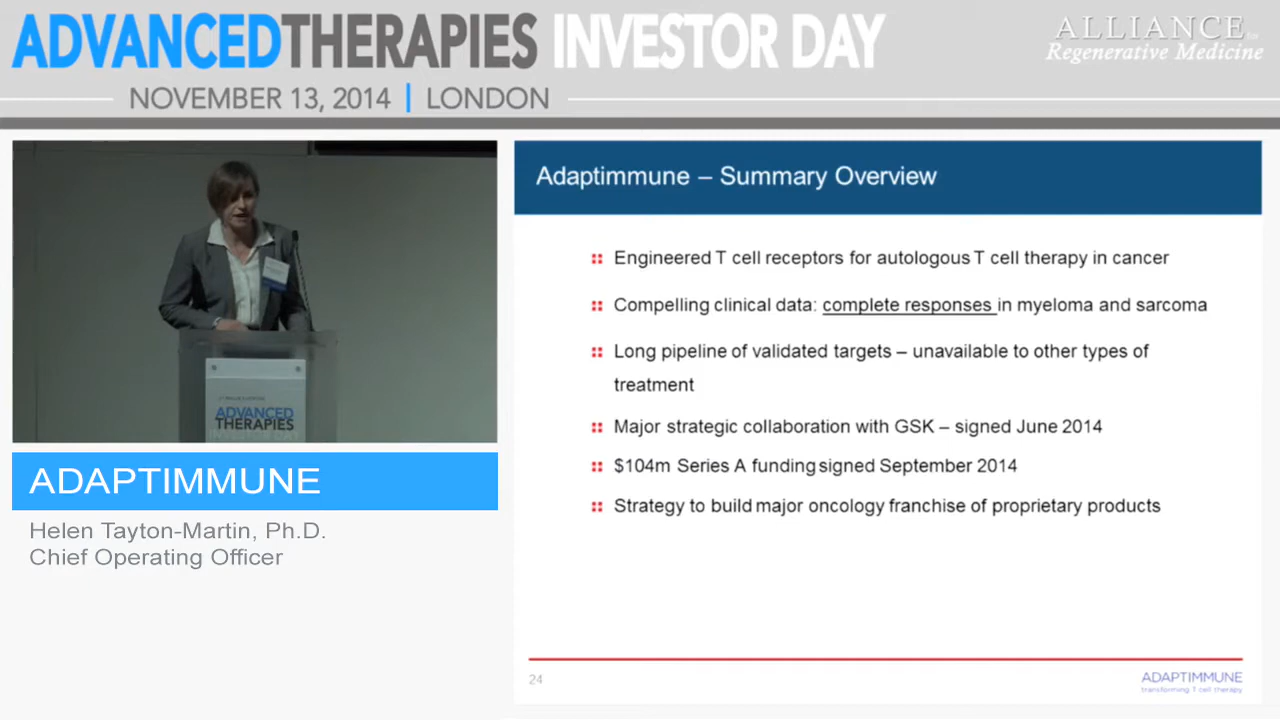 ADVANCEDTHERAPIES INVESTOR DAY
ALLIANCE for
Regenerative Medicine
NOVEMBER 13, 2014 | LONDON
ADVANCED
THERAPIES
INVESTOR DAY
ADAPTIMMUNE
Helen Tayton-Martin, Ph.D.
Chief Operating Officer
Adaptimmune – Summary Overview
Engineered T cell receptors for autologous T cell therapy in cancer
Compelling clinical data: complete responses in myeloma and sarcoma
Long pipeline of validated targets – unavailable to other types of
treatment
Major strategic collaboration with GSK – signed June 2014
$104m Series A funding signed September 2014
Strategy to build major oncology franchise of proprietary products
24
ADAPTIMMUNE
transforming T cell therapy